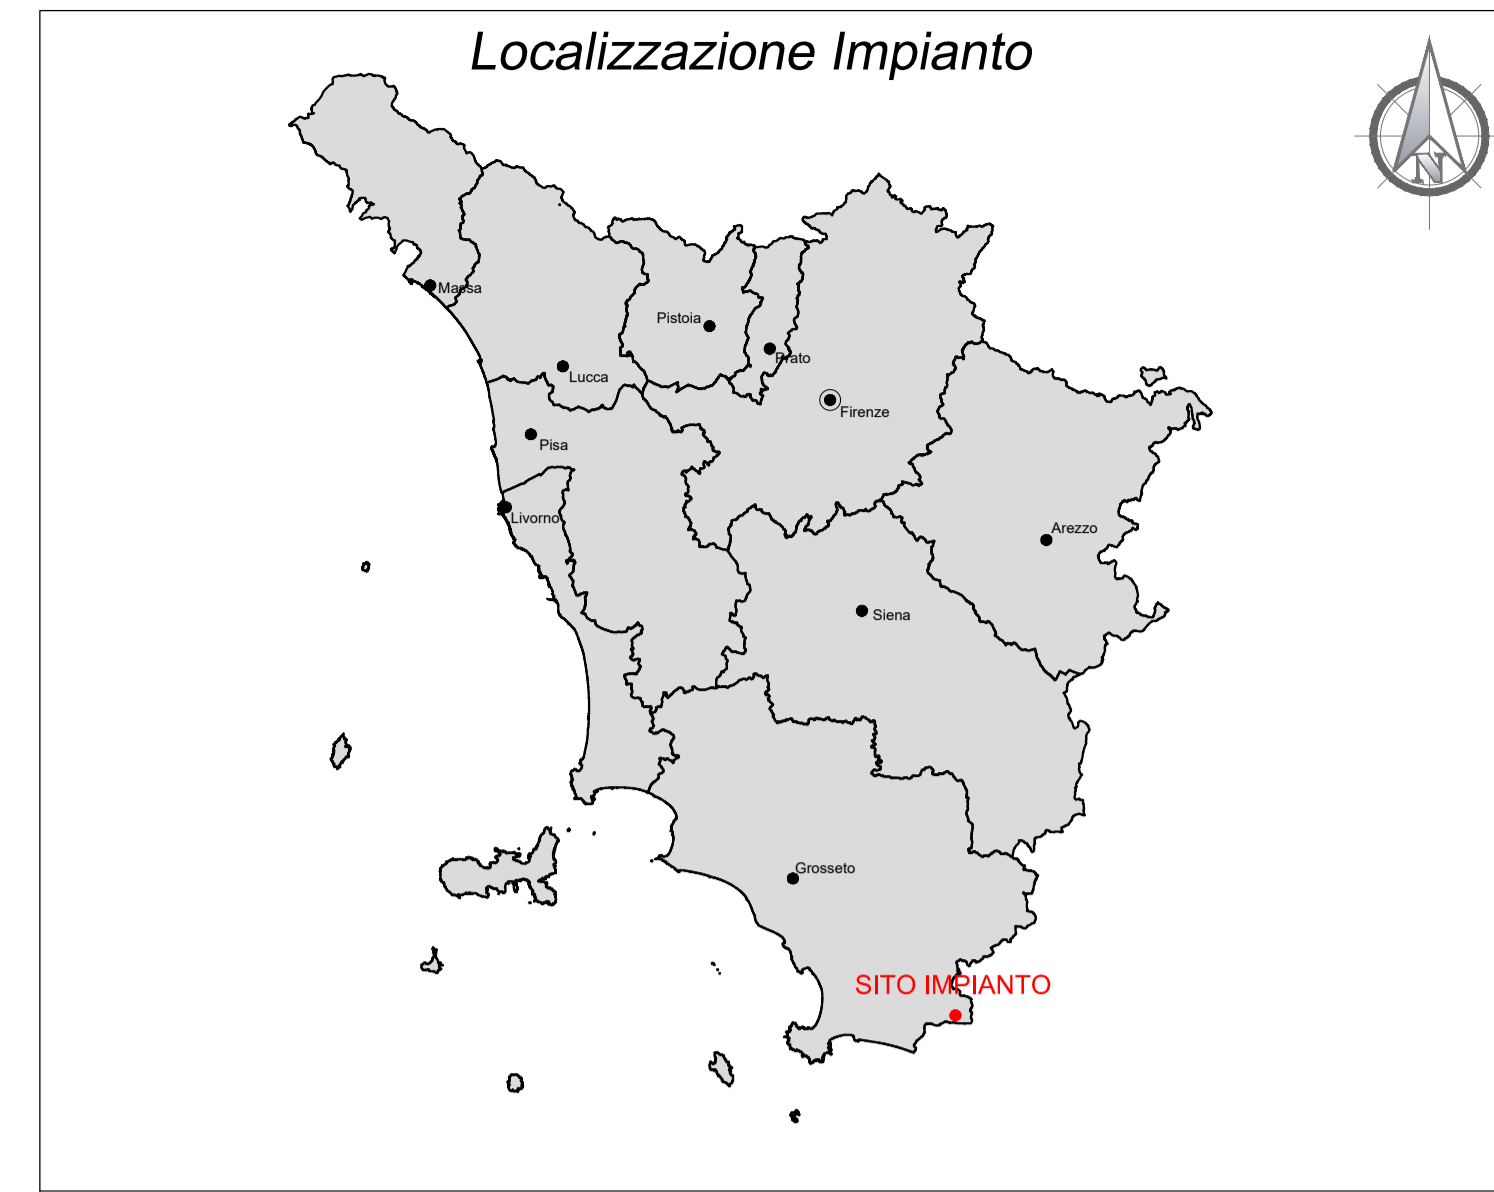 Localizzazione Impianto
N
Massa
Pistoia
Prato
Lucca
Firenze
Pisa
Livorno
Arezzo
Siena
Grosseto
SITO IMPIANTO